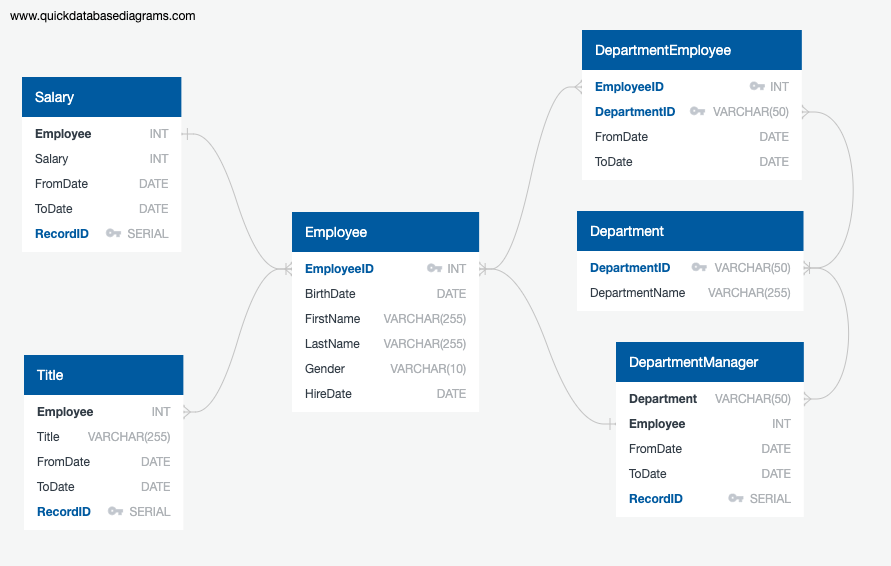 www.quickdatabasediagrams.com
Salary
Employee INT
Salary INT
FromDate DATE
ToDate DATE
RecordID SERIAL
Title
Employee INT
Title VARCHAR(255)
FromDate DATE
ToDate DATE
RecordID SERIAL
Employee
EmployeeID INT
BirthDate DATE
FirstName VARCHAR(255)
LastName VARCHAR(255)
Gender VARCHAR(10)
HireDate DATE
DepartmentEmployee
EmployeeID INT
DepartmentID VARCHAR(50)
FromDate DATE
ToDate DATE
Department
DepartmentID VARCHAR(50)
DepartmentName VARCHAR(255)
DepartmentManager
Department VARCHAR(50)
Employee INT
FromDate DATE
ToDate DATE
RecordID SERIAL